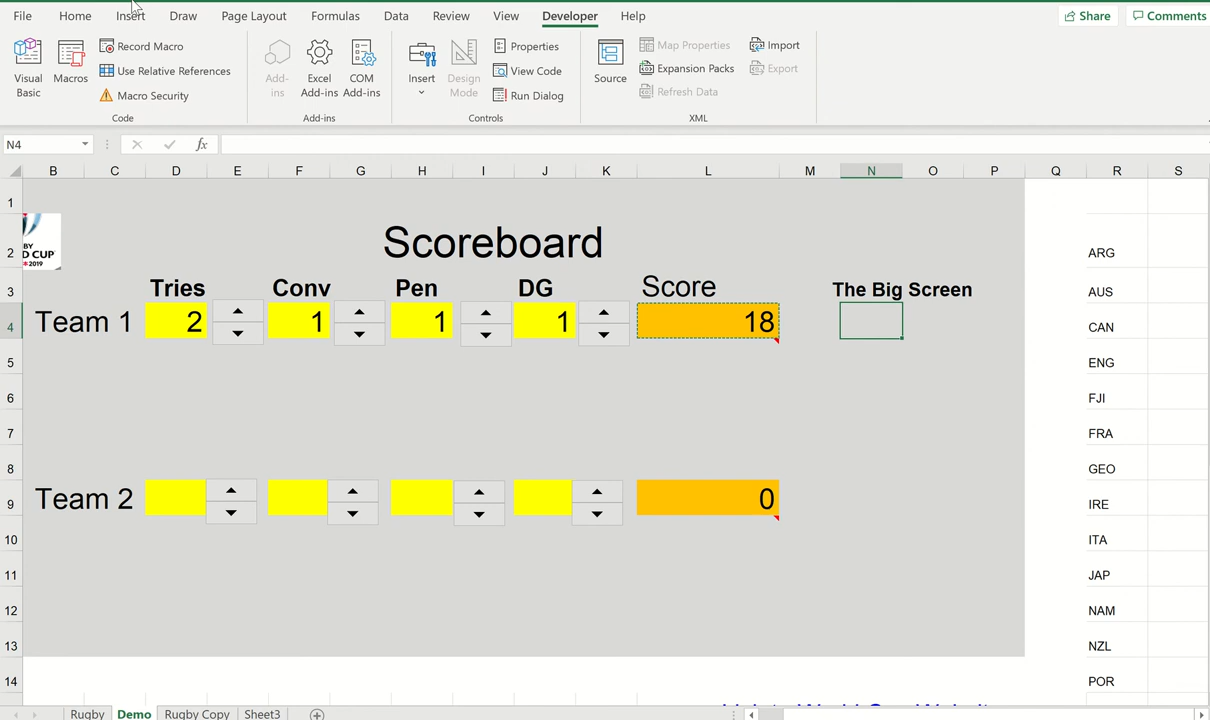 File Home Insert Draw Page Layout Formulas Data Review View Developer Help Share Comments
Visual Basic
Macros
Record Macro
Use Relative References
Macro Security
Code
Add-ins
Excel Add-ins
COM Add-ins
Add-ins
Insert
Design Mode
Properties
View Code
Run Dialog
Controls
Source
Map Properties
Expansion Packs
Refresh Data
Import
Export
XML
N4 fx
B C D E F G H I J K L M N O P Q R S
1
2 D CUP Scoreboard ARG
2019
3 Tries Conv Pen DG Score The Big Screen AUS
4 Team 1 2 1 1 1 18 CAN
5 ENG
6 FJI
7 FRA
8 GEO
9 Team 2 0 IRE
10 ITA
11 JAP
12 NAM
13 NZL
14 POR
Rugby Demo Rugby Copy Sheet3